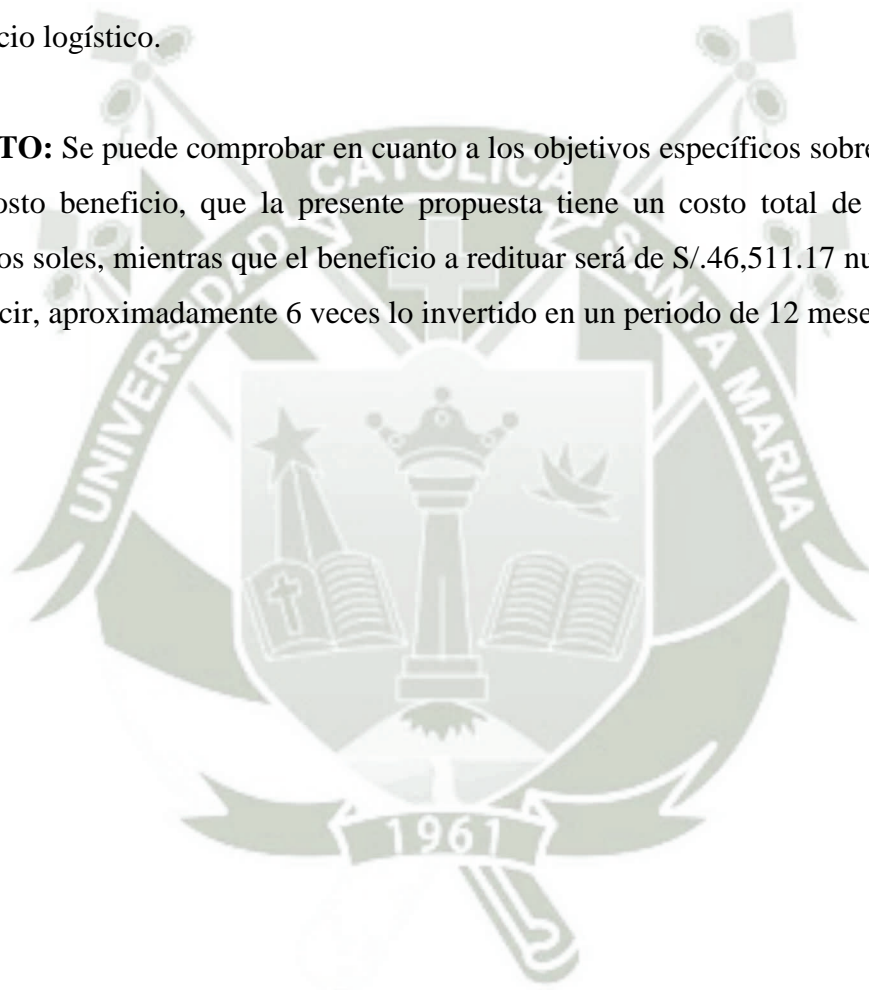 cio logístico.
TO: Se puede comprobar en cuanto a los objetivos específicos sobre
osto beneficio, que la presente propuesta tiene un costo total de
os soles, mientras que el beneficio a redituar será de S/.46,511.17 nu
cir, aproximadamente 6 veces lo invertido en un periodo de 12 mese
UNIVERSIDAD CATOLICA SANTA MARIA
1961